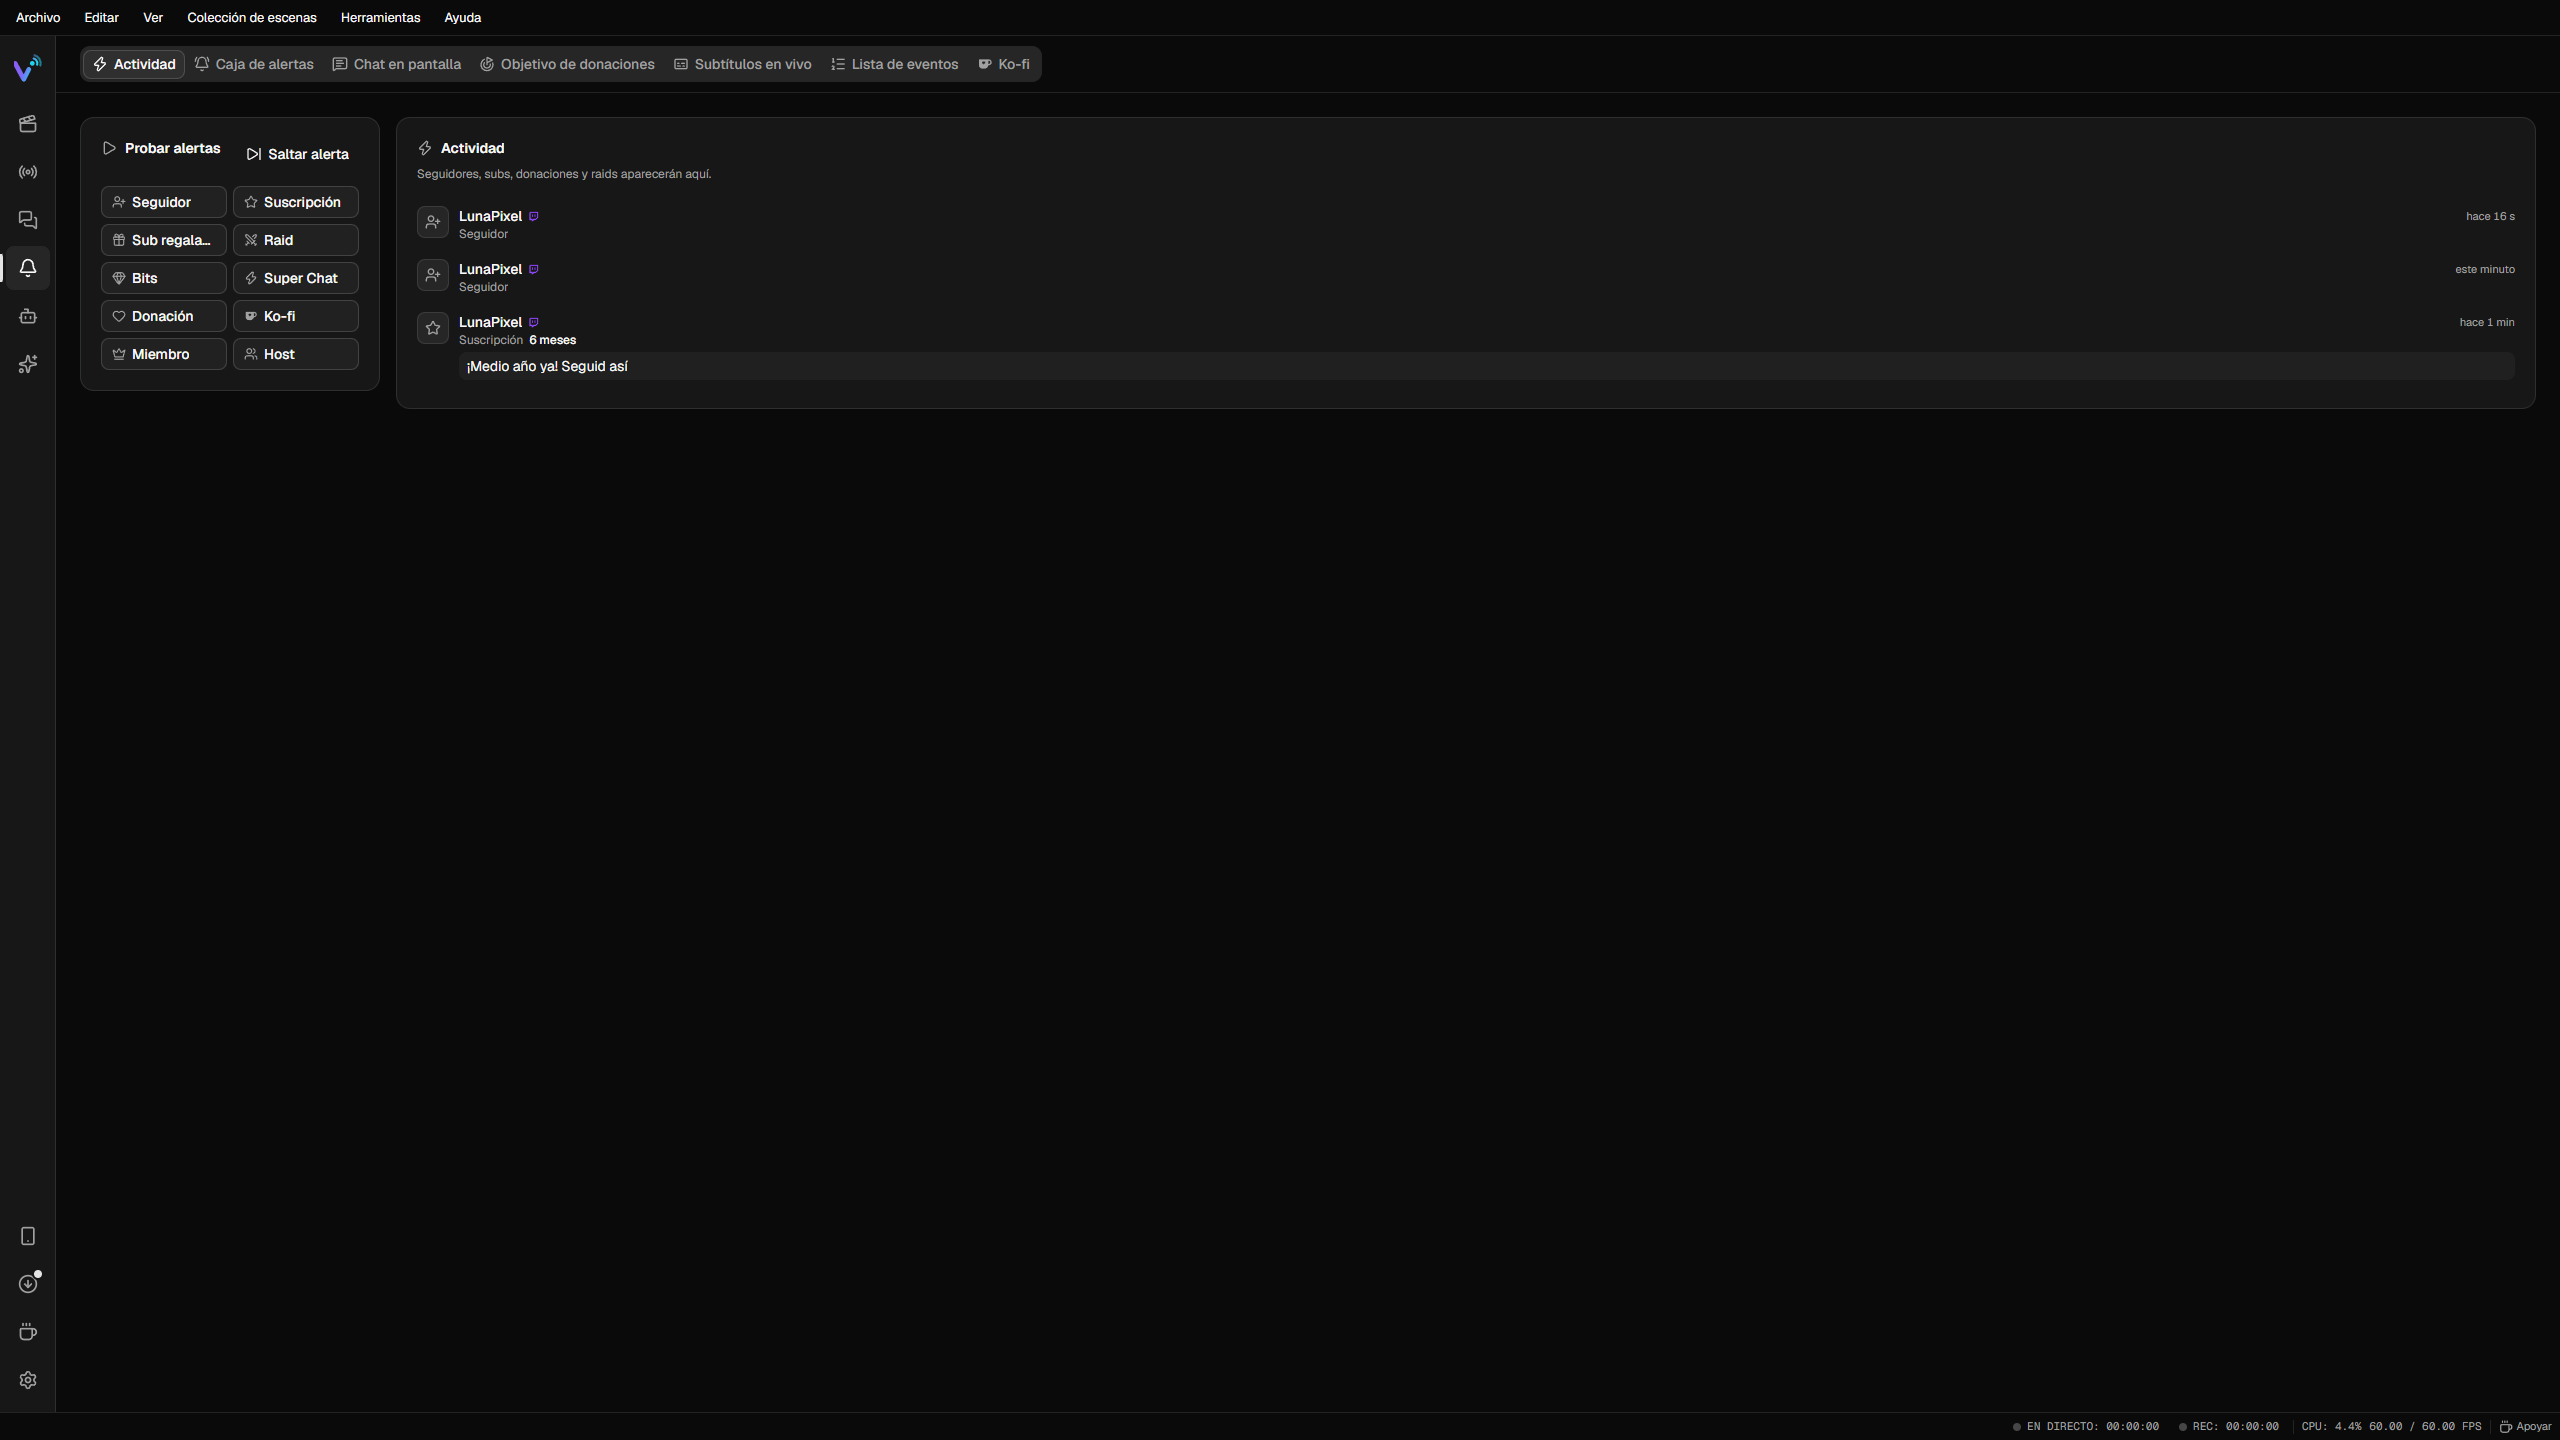 Archivo Editar Ver Colección de escenas Herramientas Ayuda
Actividad Caja de alertas Chat en pantalla Objetivo de donaciones Subtítulos en vivo Lista de eventos Ko-fi
Probar alertas Saltar alerta
Seguidor Suscripción
Sub regala... Raid
Bits Super Chat
Donación Ko-fi
Miembro Host
Actividad
Seguidores, subs, donaciones y raids aparecerán aquí.
LunaPixel hace 16 s
Seguidor
LunaPixel este minuto
Seguidor
LunaPixel hace 1 min
Suscripción 6 meses
¡Medio año ya! Seguid así
EN DIRECTO: 00:00:00 REC: 00:00:00 CPU: 4.4% 60.00 / 60.00 FPS Apoyar